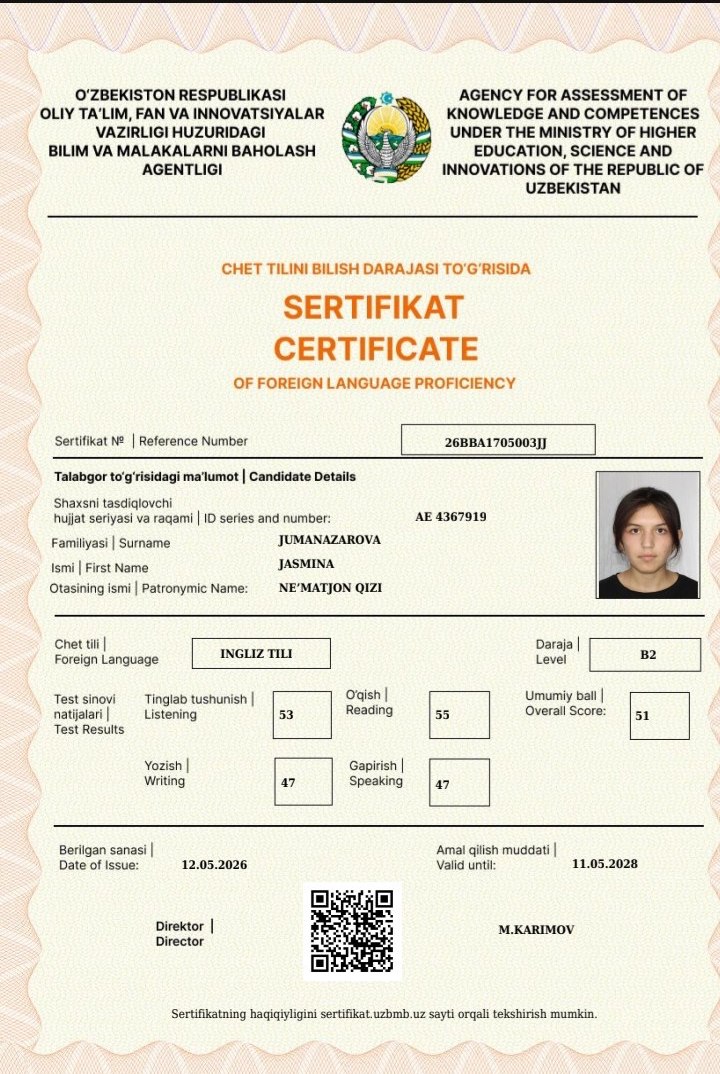 O‘ZBEKISTON RESPUBLIKASI
OLIY TA’LIM, FAN VA INNOVATSIYALAR
VAZIRLIGI HUZURIDAGI
BILIM VA MALAKALARNI BAHOLASH
AGENTLIGI
AGENCY FOR ASSESSMENT OF
KNOWLEDGE AND COMPETENCES
UNDER THE MINISTRY OF HIGHER
EDUCATION, SCIENCE AND
INNOVATIONS OF THE REPUBLIC OF
UZBEKISTAN
CHET TILINI BILISH DARAJASI TO‘G‘RISIDA
SERTIFIKAT
CERTIFICATE
OF FOREIGN LANGUAGE PROFICIENCY
Sertifikat № | Reference Number 26BBA1705003JJ
Talabgor to‘g‘risidagi ma’lumot | Candidate Details
Shaxsni tasdiqlovchi
hujjat seriyasi va raqami | ID series and number: AE 4367919
Familiyasi | Surname JUMANAZAROVA
Ismi | First Name JASMINA
Otasining ismi | Patronymic Name: NE’MATJON QIZI
Chet tili |
Foreign Language INGLIZ TILI
Daraja |
Level B2
Test sinovi
natijalari |
Test Results
Tinglab tushunish |
Listening 53
O‘qish |
Reading 55
Umumiy ball |
Overall Score: 51
Yozish |
Writing 47
Gapirish |
Speaking 47
Berilgan sanasi |
Date of Issue: 12.05.2026
Amal qilish muddati |
Valid until: 11.05.2028
Direktor |
Director
M.KARIMOV
Sertifikatning haqiqiyligini sertifikat.uzbmb.uz sayti orqali tekshirish mumkin.